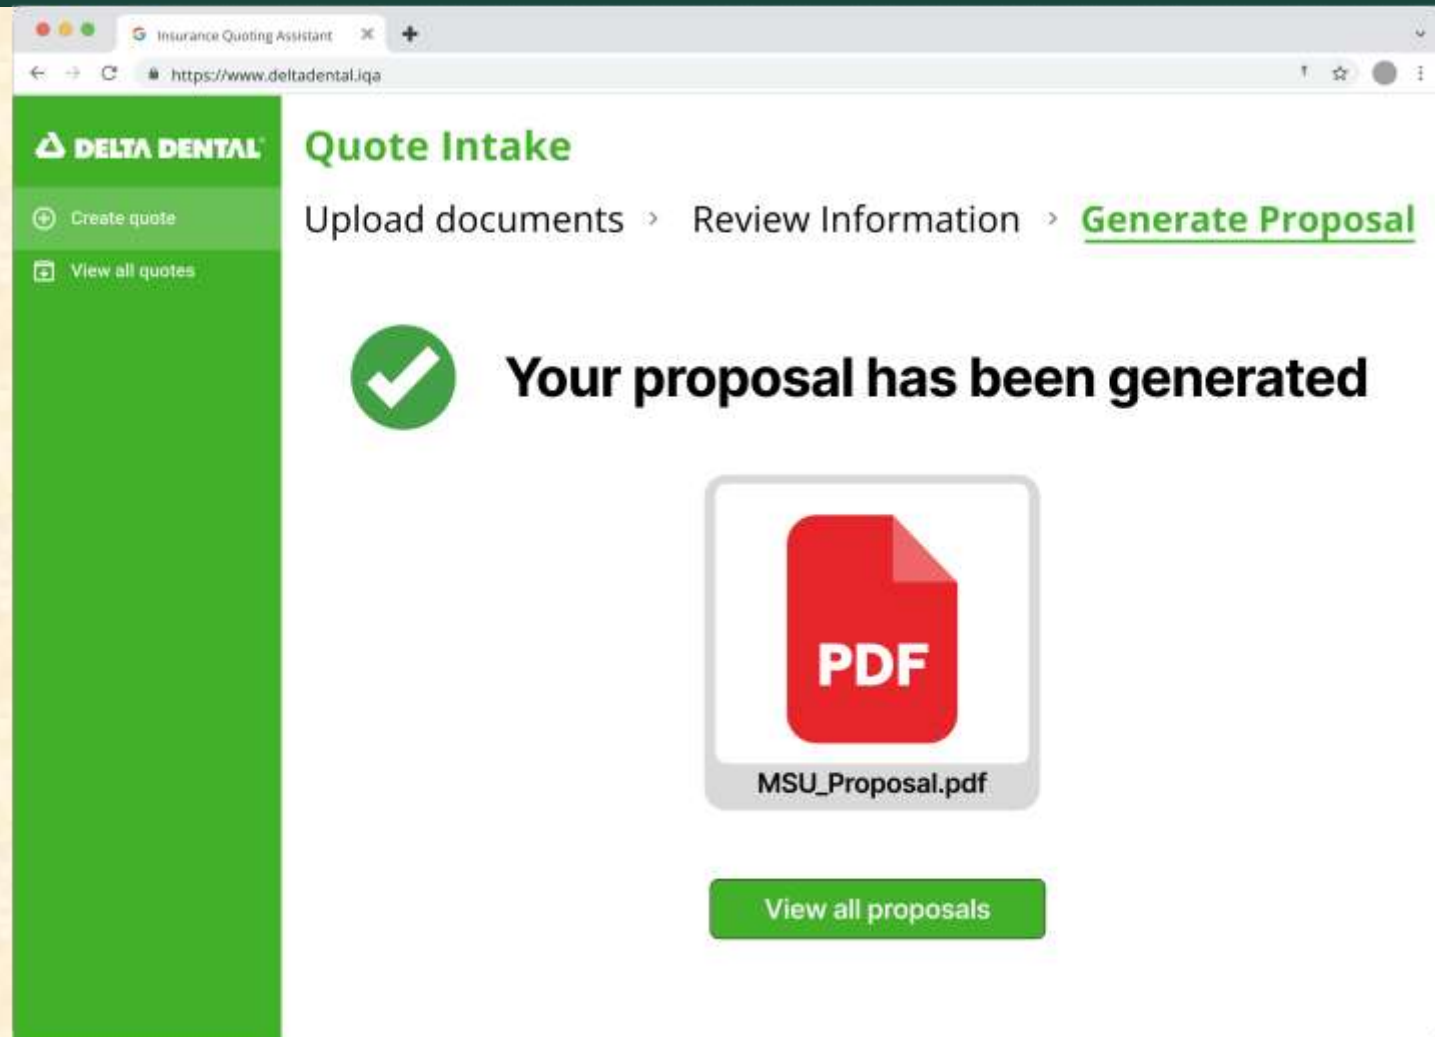 Insurance Quoting Assistant
https://www.deltadental.iqa
DELTA DENTAL
Create quote
View all quotes
Quote Intake
Upload documents > Review Information > Generate Proposal
Your proposal has been generated
PDF
MSU_Proposal.pdf
View all proposals